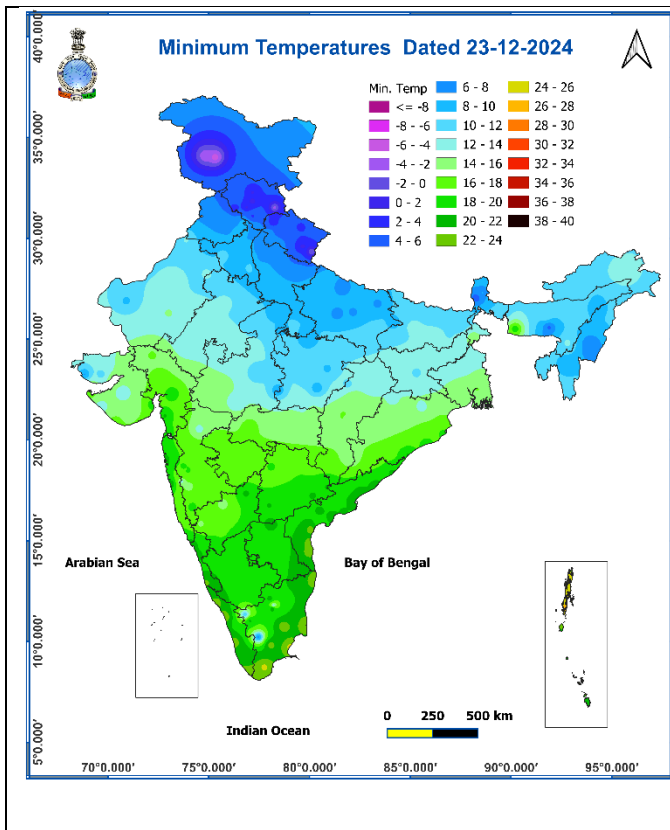 Minimum Temperatures Dated 23-12-2024
Min. Temp
<= -8
-8 - -6
-6 - -4
-4 - -2
-2 - 0
0 - 2
2 - 4
4 - 6
6 - 8
8 - 10
10 - 12
12 - 14
14 - 16
16 - 18
18 - 20
20 - 22
22 - 24
24 - 26
26 - 28
28 - 30
30 - 32
32 - 34
34 - 36
36 - 38
38 - 40
40°0.000'
35°0.000'
30°0.000'
25°0.000'
20°0.000'
15°0.000'
10°0.000'
5°0.000'
Arabian Sea
Bay of Bengal
Indian Ocean
0 250 500 km
70°0.000' 75°0.000' 80°0.000' 85°0.000' 90°0.000' 95°0.000'